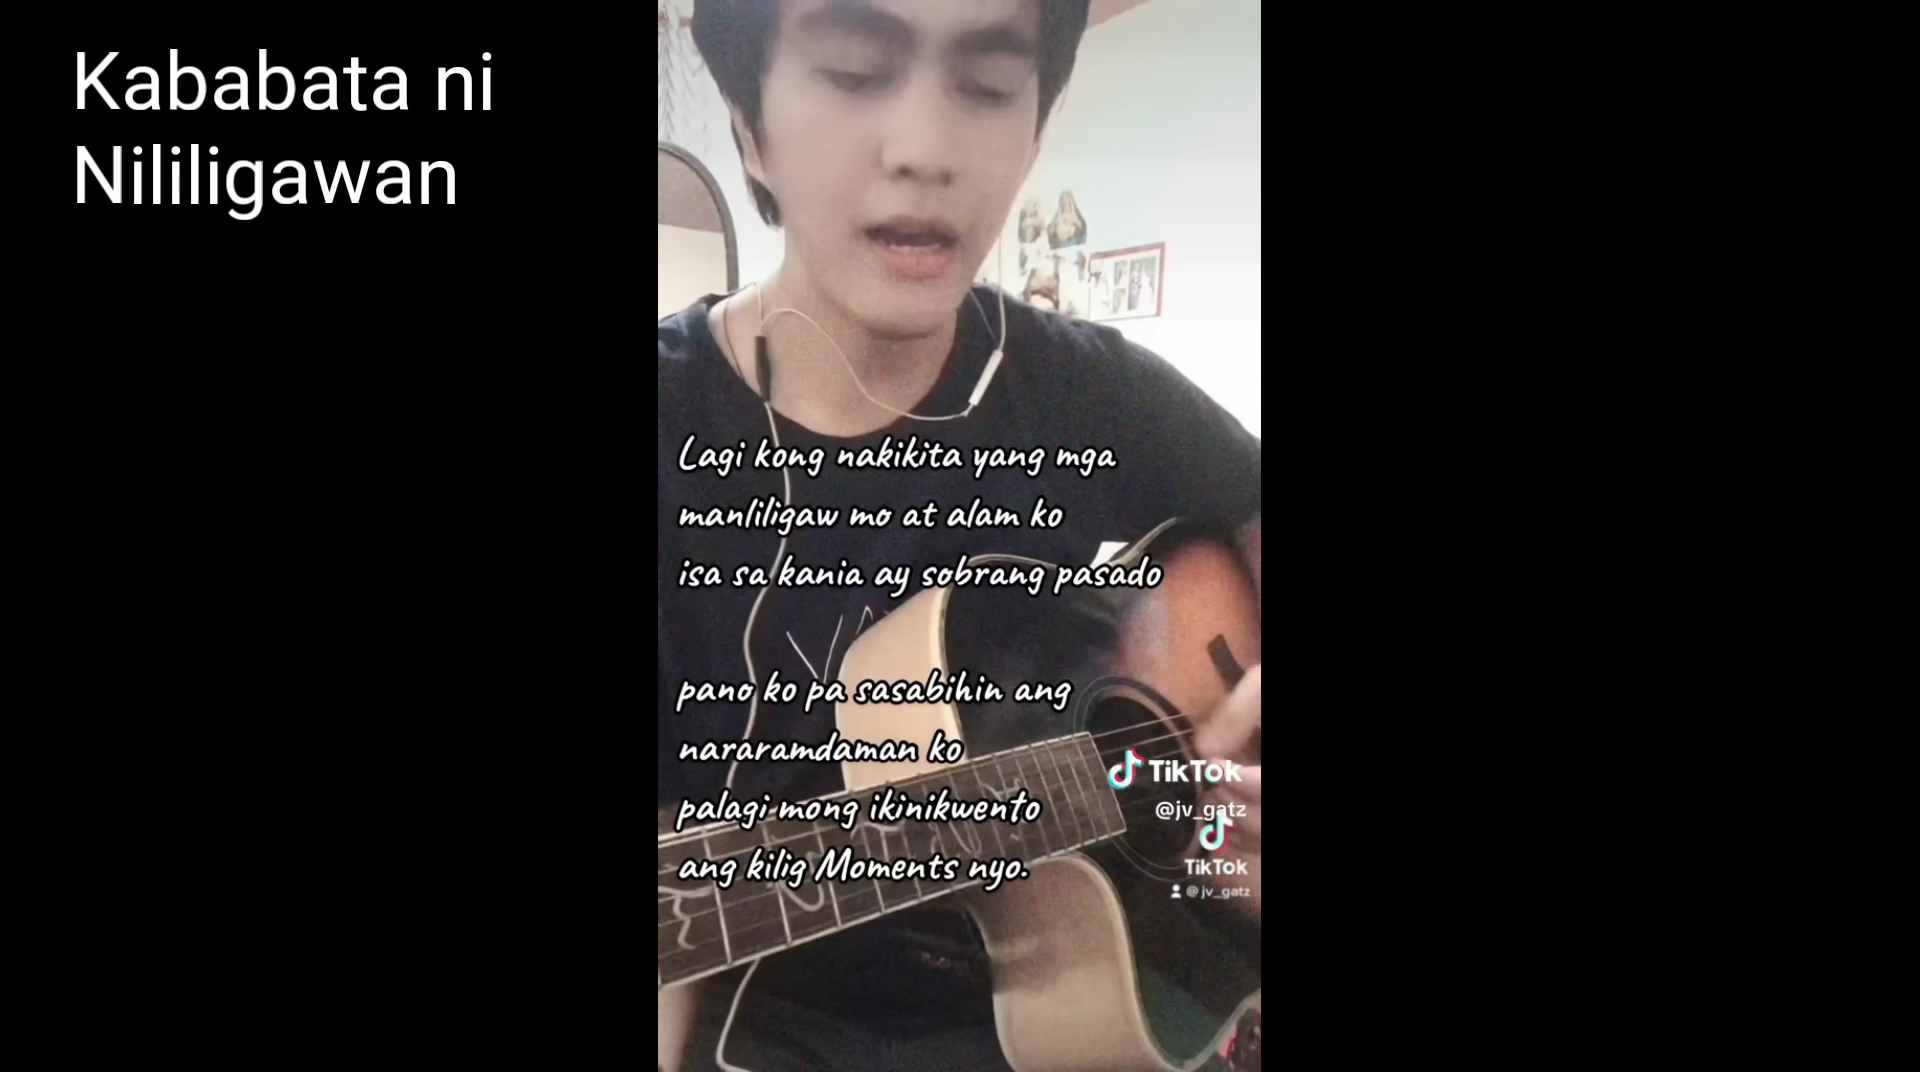 Kababata ni
Nililigawan
Lagi kong nakikita yang mga
manliligaw mo at alam ko
isa sa kania ay sobrang pasado
pano ko pa sasabihin ang
nararamdaman ko
palagi mong ikinikwento
ang kilig Moments nyo.
TikTok
@jv_gatz
TikTok
@jv_gatz